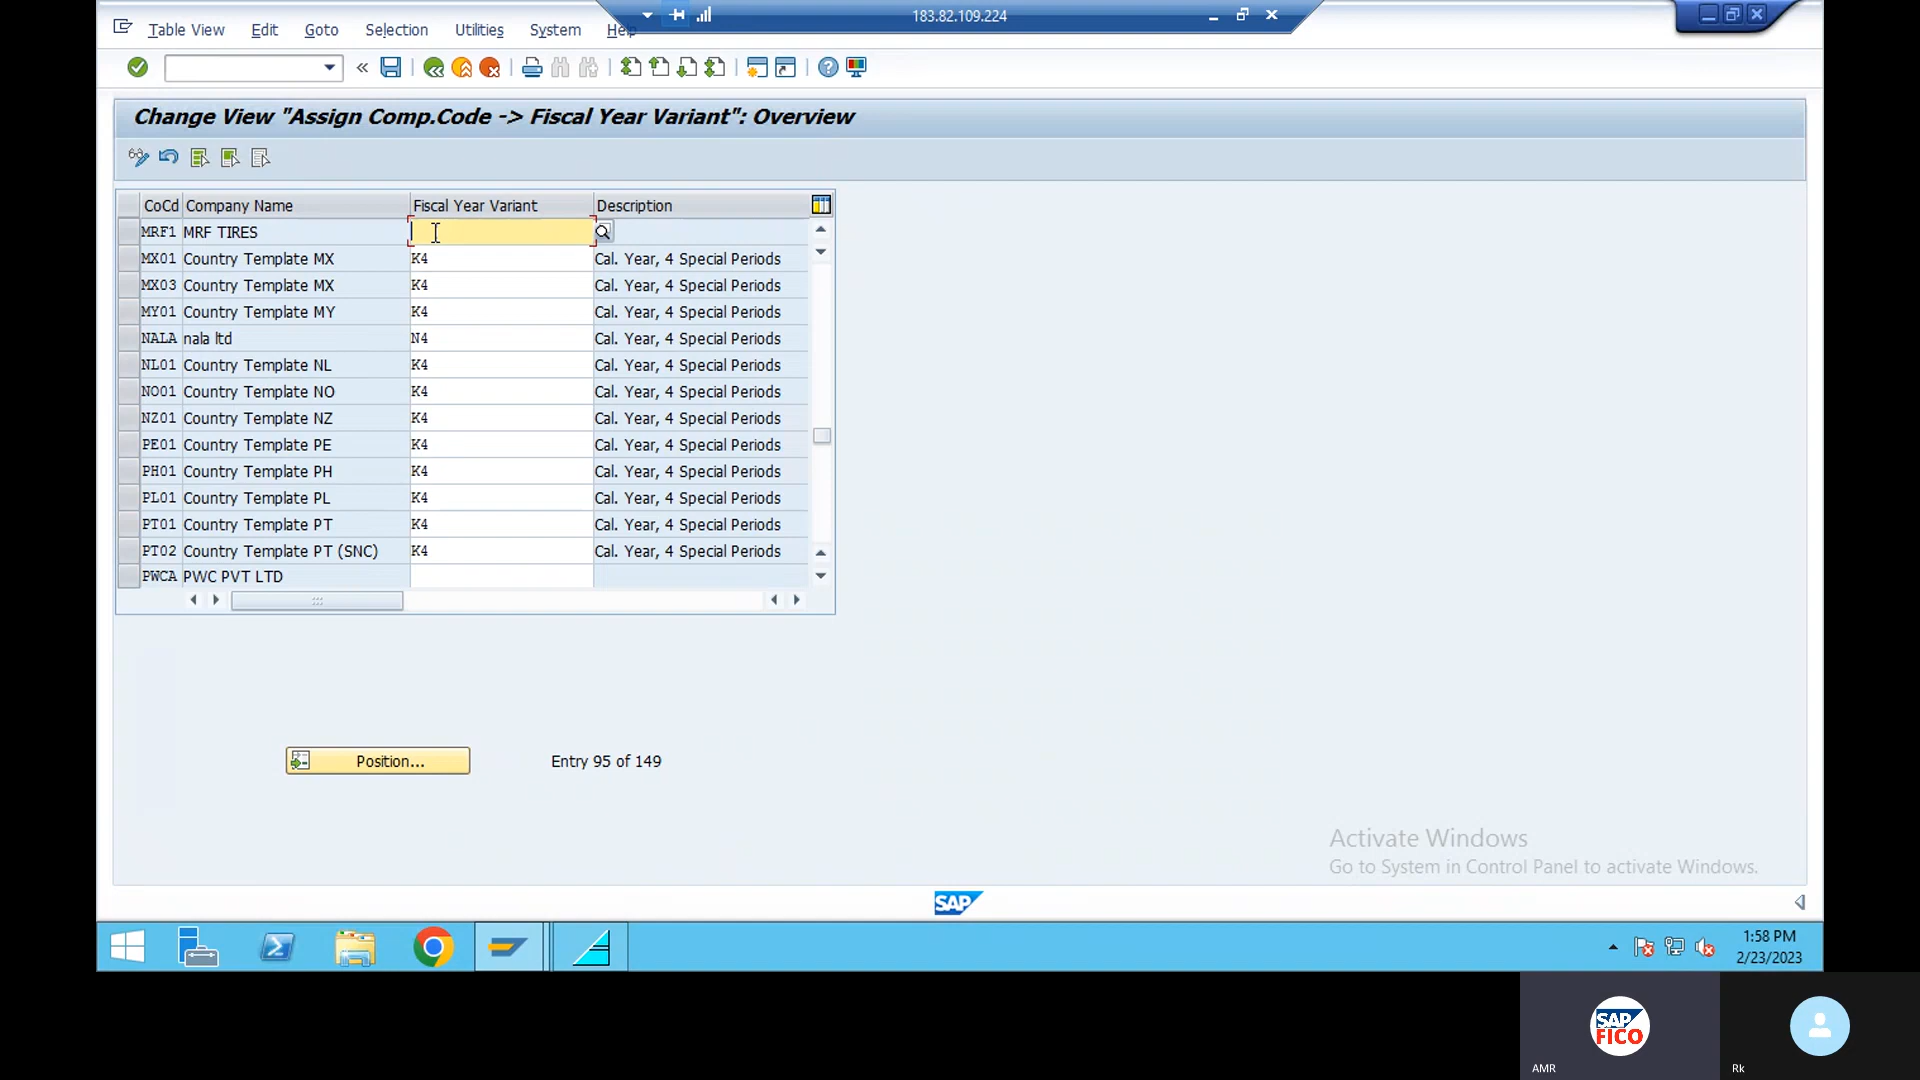 183.82.109.224
Table View Edit Goto Selection Utilities System Help
Change View "Assign Comp.Code -> Fiscal Year Variant": Overview
CoCd Company Name Fiscal Year Variant Description
MRF1 MRF TIRES
MX01 Country Template MX K4 Cal. Year, 4 Special Periods
MX03 Country Template MX K4 Cal. Year, 4 Special Periods
MY01 Country Template MY K4 Cal. Year, 4 Special Periods
NALA nala ltd N4
NL01 Country Template NL K4 Cal. Year, 4 Special Periods
NO01 Country Template NO K4 Cal. Year, 4 Special Periods
NZ01 Country Template NZ K4 Cal. Year, 4 Special Periods
PE01 Country Template PE K4 Cal. Year, 4 Special Periods
PH01 Country Template PH K4 Cal. Year, 4 Special Periods
PL01 Country Template PL K4 Cal. Year, 4 Special Periods
PT01 Country Template PT K4 Cal. Year, 4 Special Periods
PT02 Country Template PT (SNC) K4 Cal. Year, 4 Special Periods
PWCA PWC PVT LTD
Position... Entry 95 of 149
Activate Windows
Go to System in Control Panel to activate Windows.
SAP
1:58 PM
2/23/2023
SAP
FICO
AMR
Rk